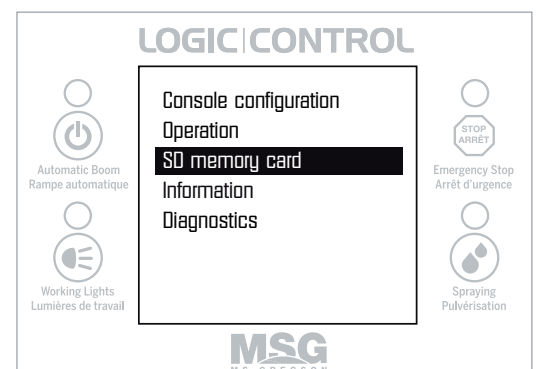 LOGIC|CONTROL
Console configuration
Operation
SD memory card
Information
Diagnostics
Automatic Boom
Rampe automatique
Working Lights
Lumières de travail
STOP
ARRÊT
Emergency Stop
Arrêt d'urgence
Spraying
Pulvérisation
MSG